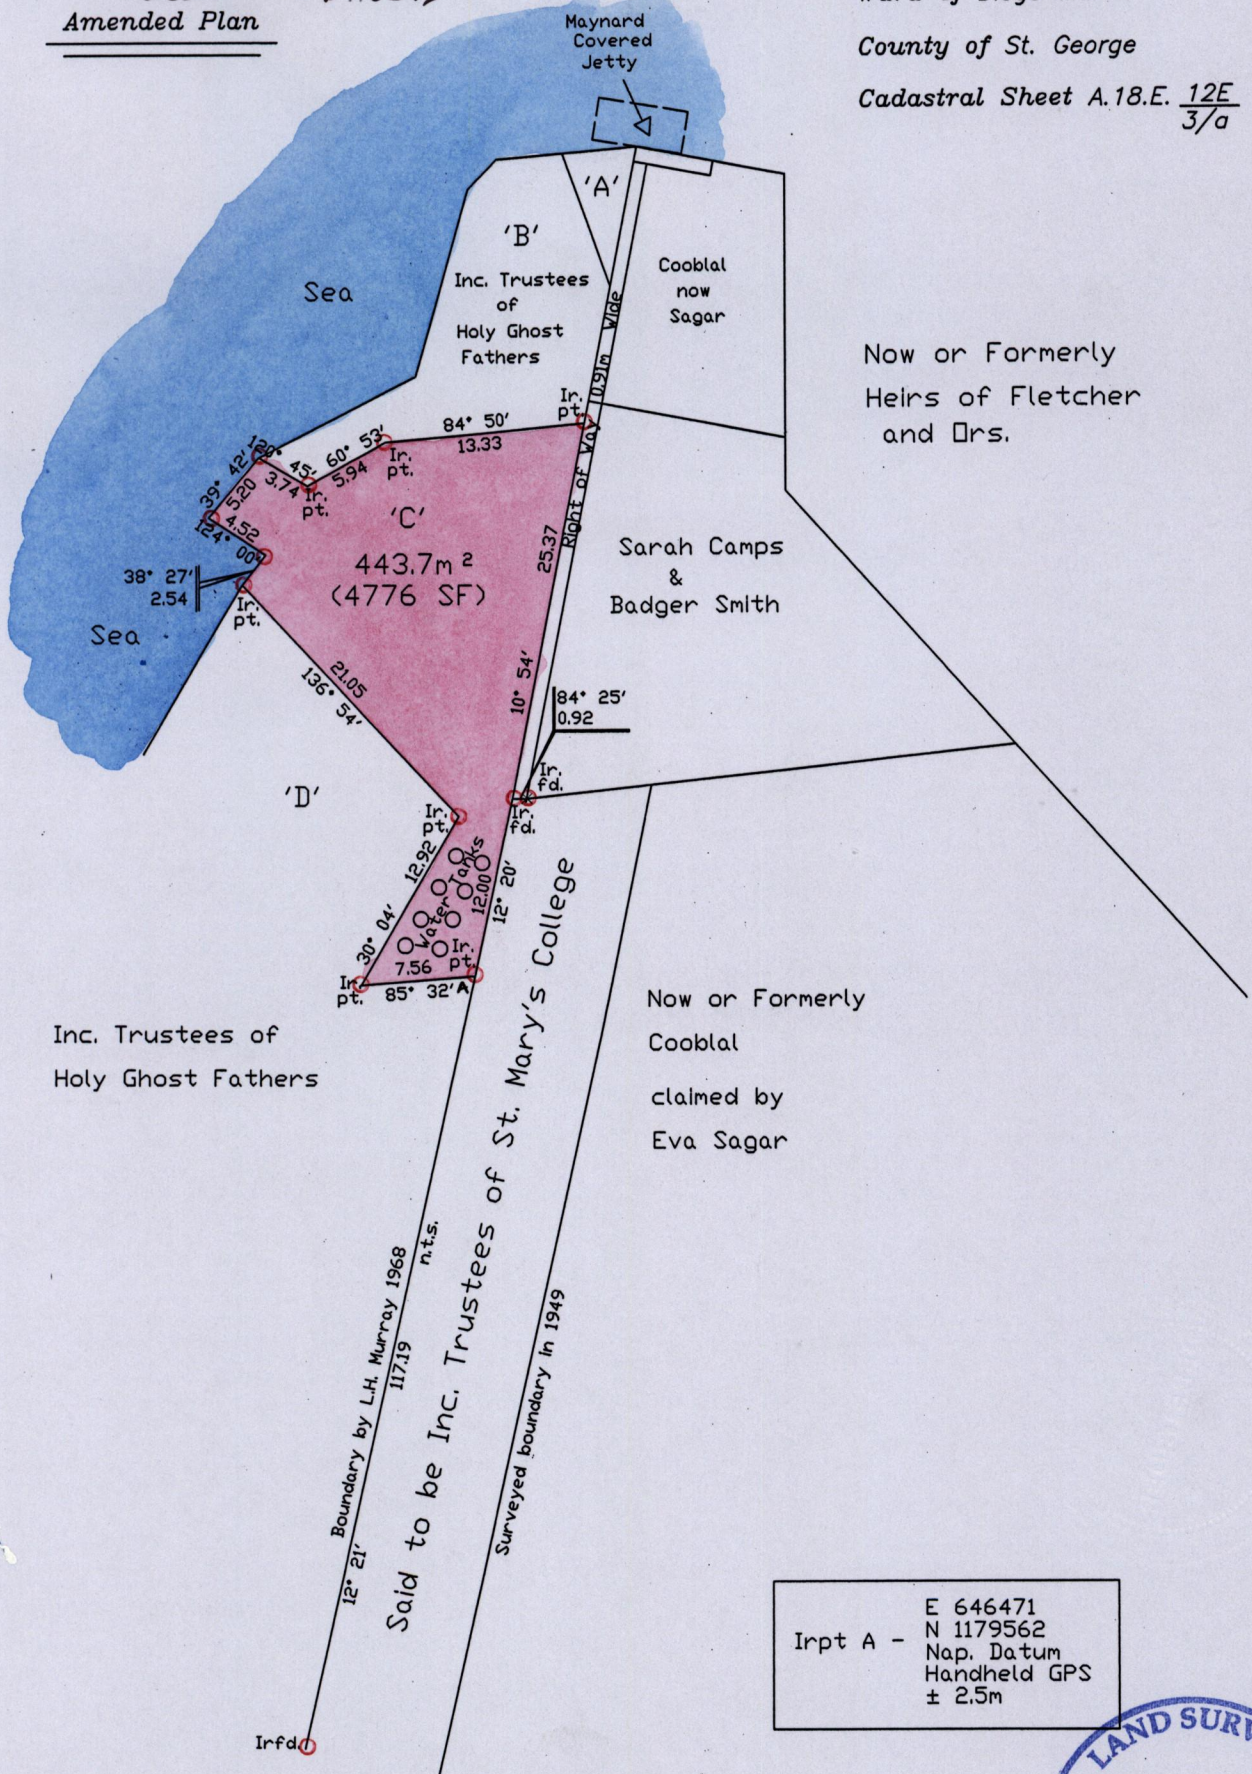 Amended Plan
County of St. George
Cadastral Sheet A.18.E. 12E
3/a
Maynard
Covered
Jetty
'A'
'B'
Inc. Trustees
of
Holy Ghost
Fathers
Cooblal
now
Sagar
Sea
Now or Formerly
Heirs of Fletcher
and Ors.
0.91m Wide
Right of Way
Ir.
pt.
84° 50'
13.33
60° 53'
5.94
Ir.
pt.
120° 45'
3.74
Ir.
pt.
39° 42'
5.20
124° 00'
4.52
38° 27'
2.54
Ir.
pt.
Sea
'C'
443.7m 2
(4776 SF)
25.37
10° 54'
Sarah Camps
&
Badger Smith
21.05
136° 54'
84° 25'
0.92
Ir.
fd.
Ir.
fd.
'D'
Ir.
pt.
12.92
30° 04'
Water Tanks
12.00
12° 20'
Ir.
pt.
7.56
85° 32'
A
Ir.
pt.
Inc. Trustees of
Holy Ghost Fathers
Now or Formerly
Cooblal
claimed by
Eva Sagar
Said to be Inc. Trustees of St. Mary's College
n.t.s.
Boundary by L.H. Murray 1968
117.19
12° 21'
Surveyed boundary in 1949
Irfd.
Irpt A -
E 646471
N 1179562
Nap. Datum
Handheld GPS
± 2.5m
LAND SURV